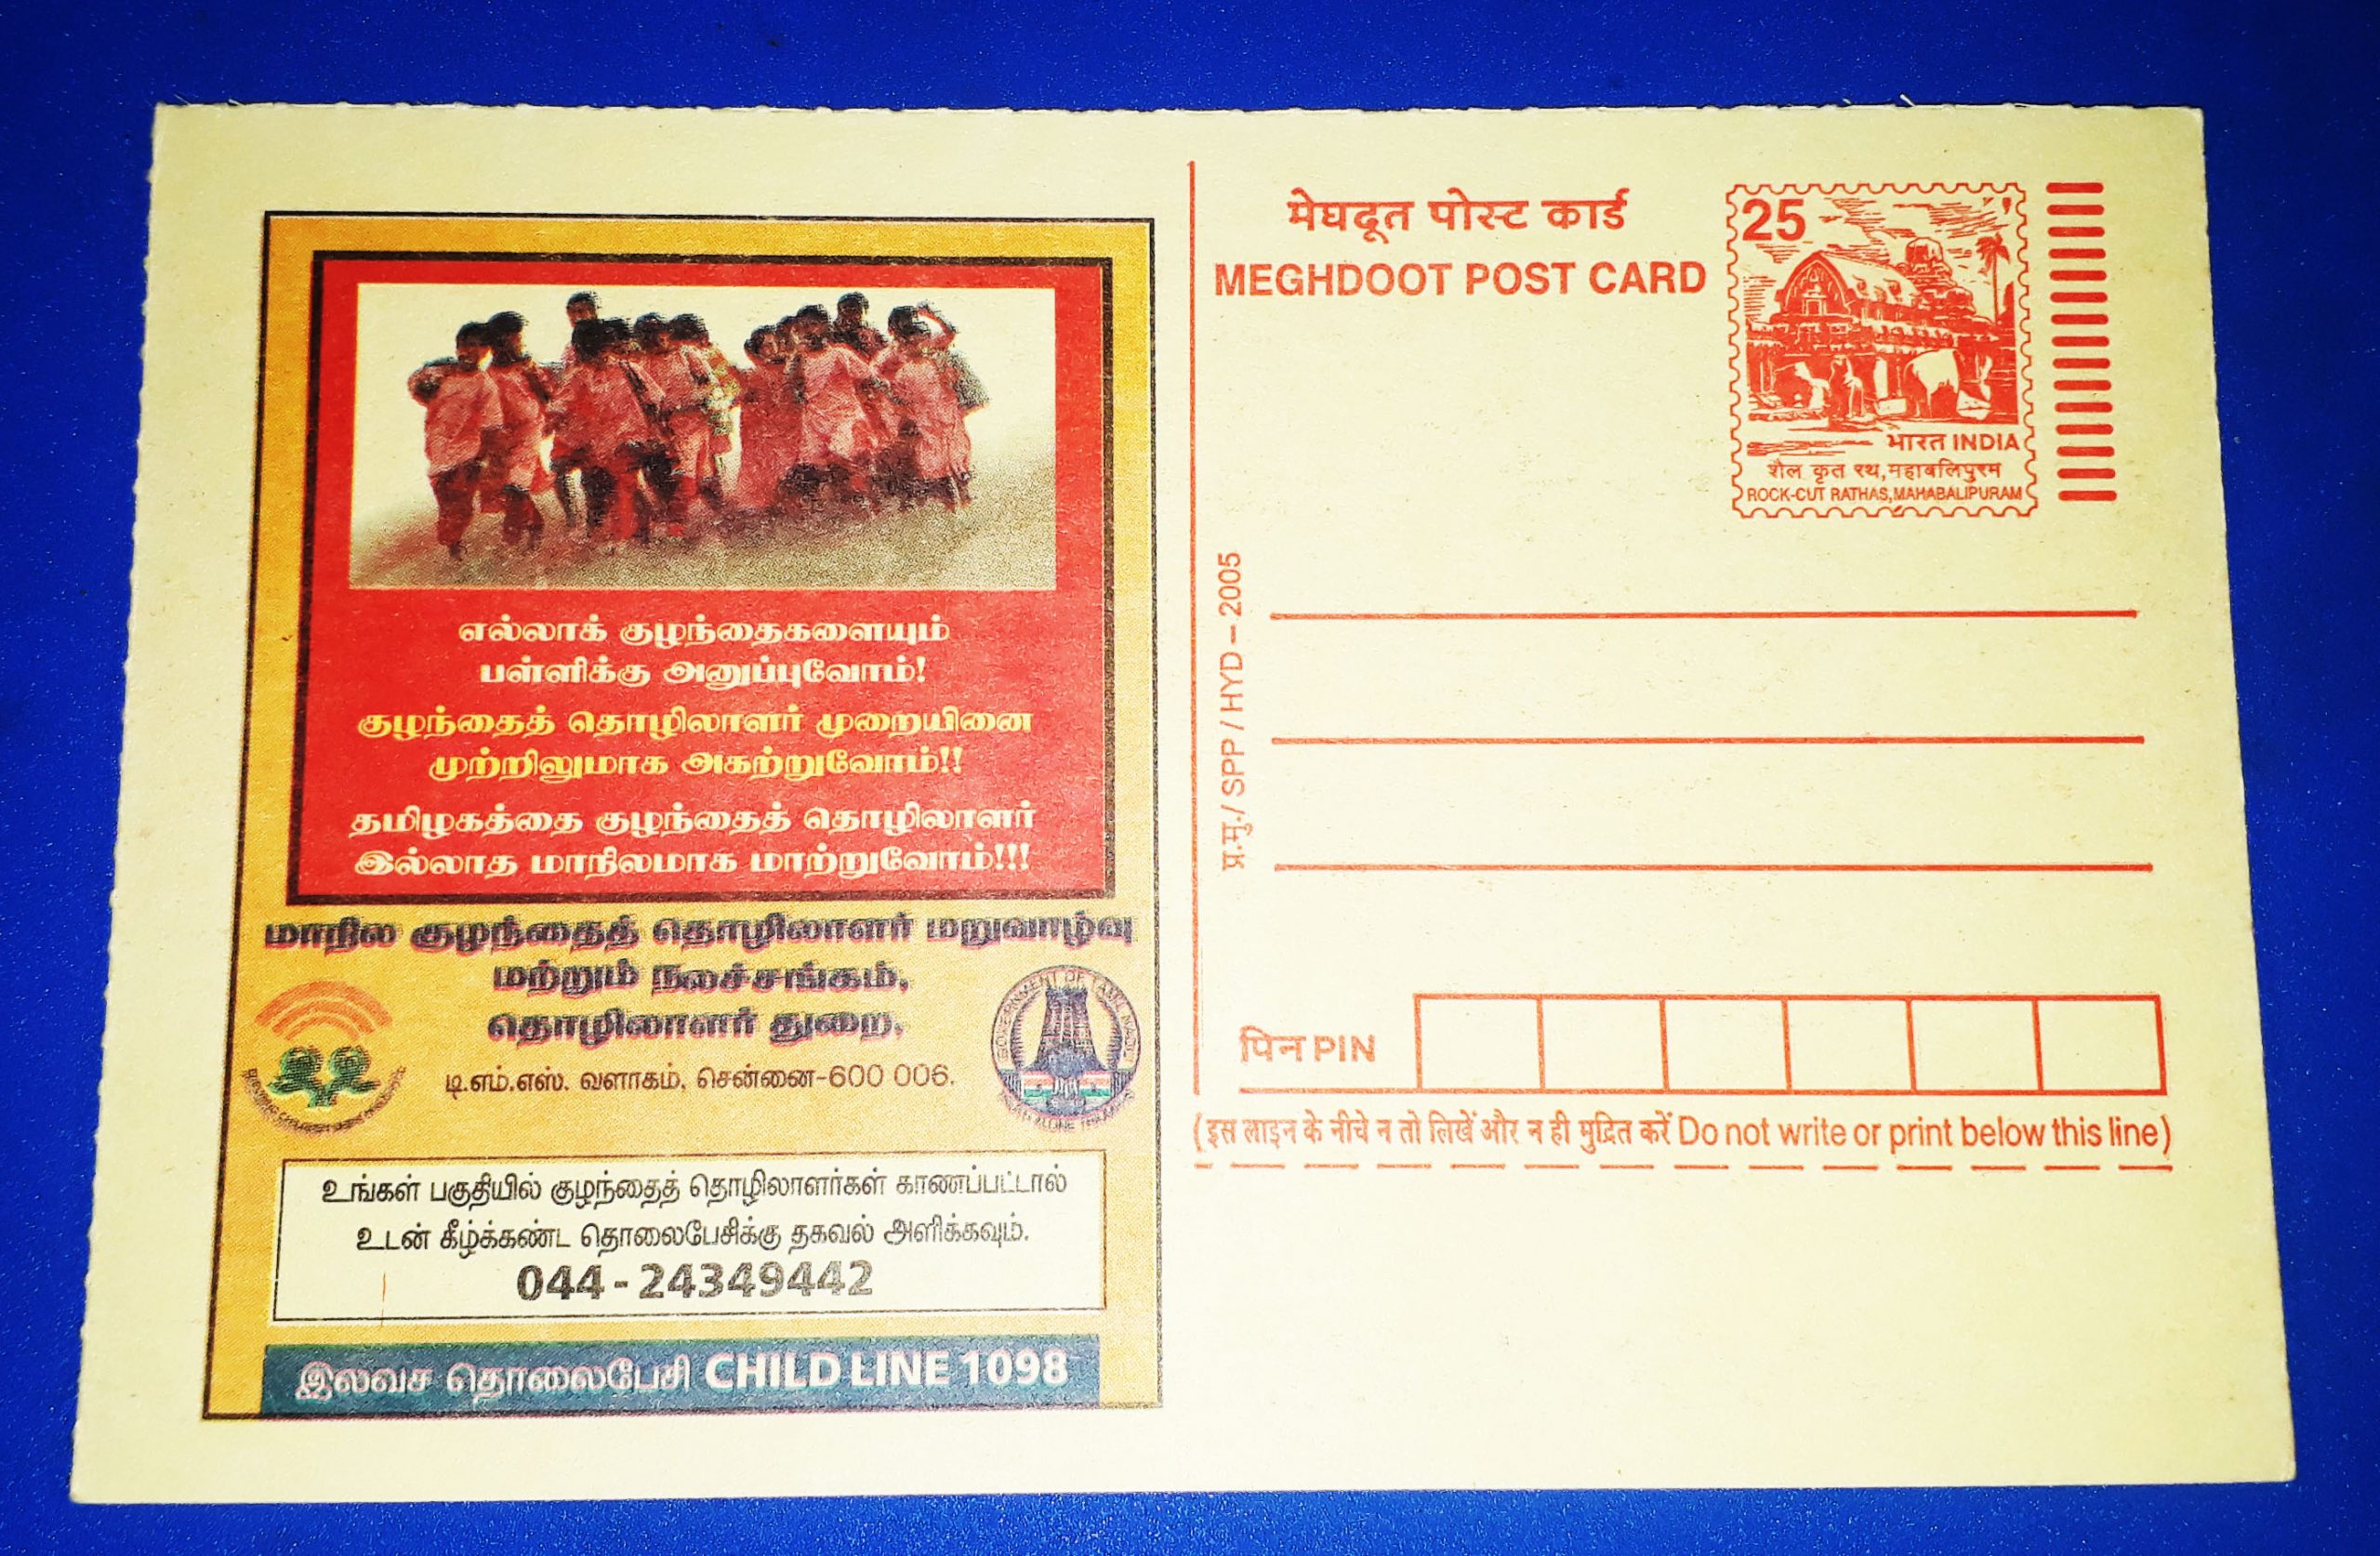 எல்லாக் குழந்தைகளையும்
பள்ளிக்கு அனுப்புவோம்!
குழந்தைத் தொழிலாளர் முறையினை
முற்றிலுமாக அகற்றுவோம்!!
தமிழகத்தை குழந்தைத் தொழிலாளர்
இல்லாத மாநிலமாக மாற்றுவோம்!!!
மாநில குழந்தைத் தொழிலாளர் மறுவாழ்வு
மற்றும் நலச்சங்கம்,
தொழிலாளர் துறை,
டி.எம்.எஸ். வளாகம், சென்னை-600 006.
GOVERNMENT OF TAMIL NADU
உங்கள் பகுதியில் குழந்தைத் தொழிலாளர்கள் காணப்பட்டால்
உடன் கீழ்க்கண்ட தொலைபேசிக்கு தகவல் அளிக்கவும்.
044-24349442
இலவச தொலைபேசி CHILD LINE 1098
मेघदूत पोस्ट कार्ड
MEGHDOOT POST CARD
25
भारत INDIA
शैल कृत रथ, महाबलिपुरम
ROCK-CUT RATHAS, MAHABALIPURAM
प्र.मु./ SPP / HYD – 2005
पिन PIN
(इस लाइन के नीचे न तो लिखें और न ही मुद्रित करें Do not write or print below this line)